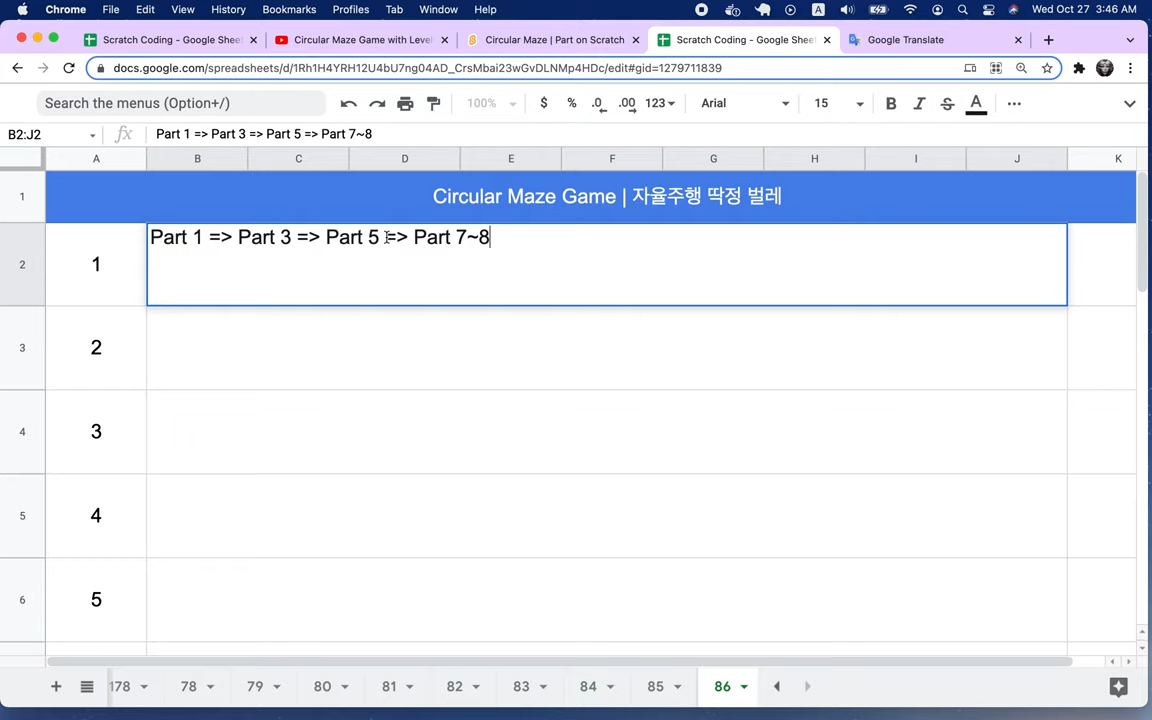 Chrome File Edit View History Bookmarks Profiles Tab Window Help A Wed Oct 27 3:46 AM
Scratch Coding - Google Sheet Circular Maze Game with Level Circular Maze | Part on Scratch Scratch Coding - Google Sheet Google Translate
docs.google.com/spreadsheets/d/1Rh1H4YRH12U4bU7ng04AD_CrsMbai23wGvDLNMp4HDc/edit#gid=1279711839
Search the menus (Option+/) 100% $ % .0 .00 123 Arial 15 B I S A
B2:J2 fx Part 1 => Part 3 => Part 5 => Part 7~8
A B C D E F G H I J K
1 Circular Maze Game | 자율주행 딱정 벌레
2 1 Part 1 => Part 3 => Part 5 => Part 7~8
3 2
4 3
5 4
6 5
178 78 79 80 81 82 83 84 85 86